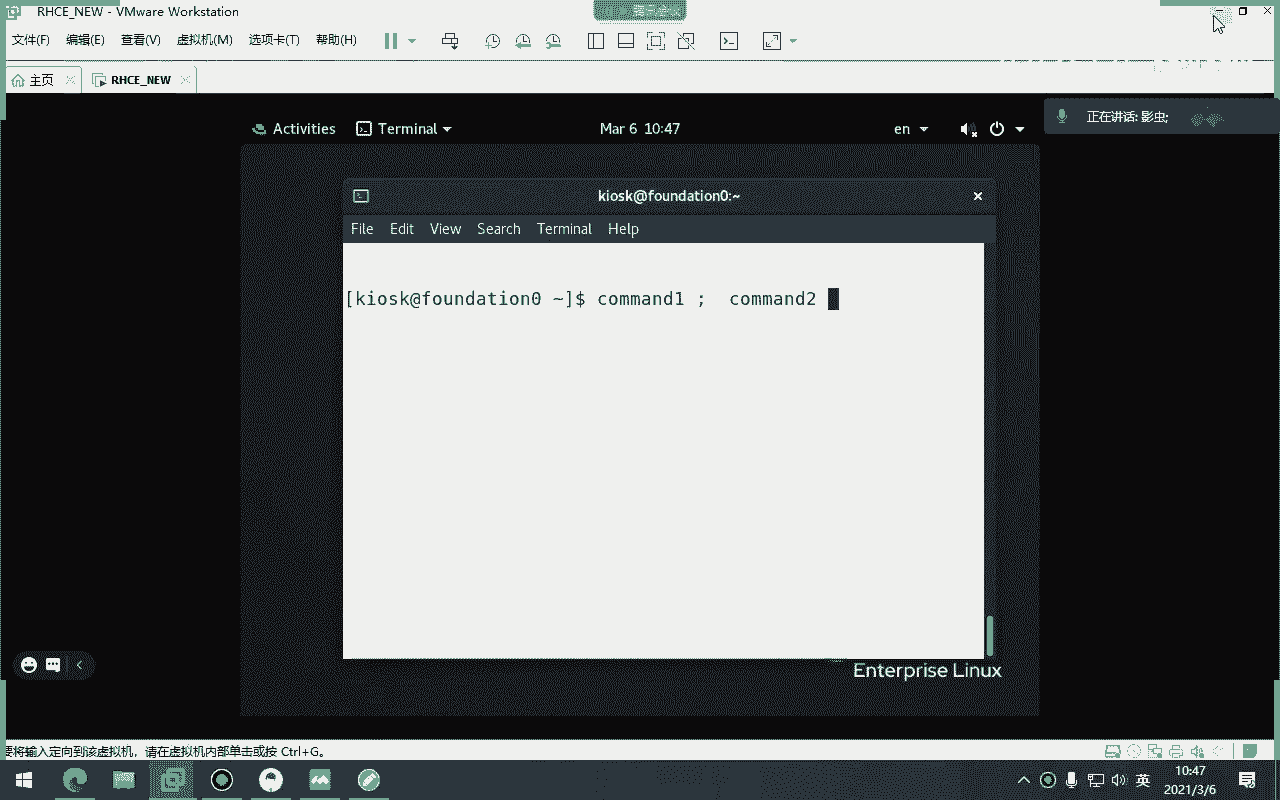 RHCE_NEW - VMware Workstation
文件(F) 编辑(E) 查看(V) 虚拟机(M) 选项卡(T) 帮助(H)
主页 RHCE_NEW
正在讲话: 影虫;
Activities Terminal Mar 6 10:47 en
kiosk@foundation0:~
File Edit View Search Terminal Help
[kiosk@foundation0 ~]$ command1 ; command2
Enterprise Linux
要将输入定向到该虚拟机，请在虚拟机内部单击或按 Ctrl+G。
英
10:47
2021/3/6